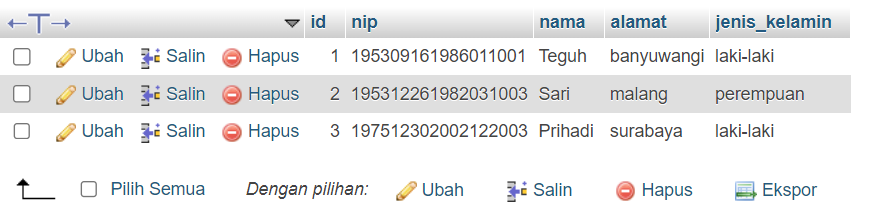 id nip nama alamat jenis_kelamin
Ubah Salin Hapus 1 195309161986011001 Teguh banyuwangi laki-laki
Ubah Salin Hapus 2 195312261982031003 Sari malang perempuan
Ubah Salin Hapus 3 197512302002122003 Prihadi surabaya laki-laki
Pilih Semua Dengan pilihan: Ubah Salin Hapus Ekspor